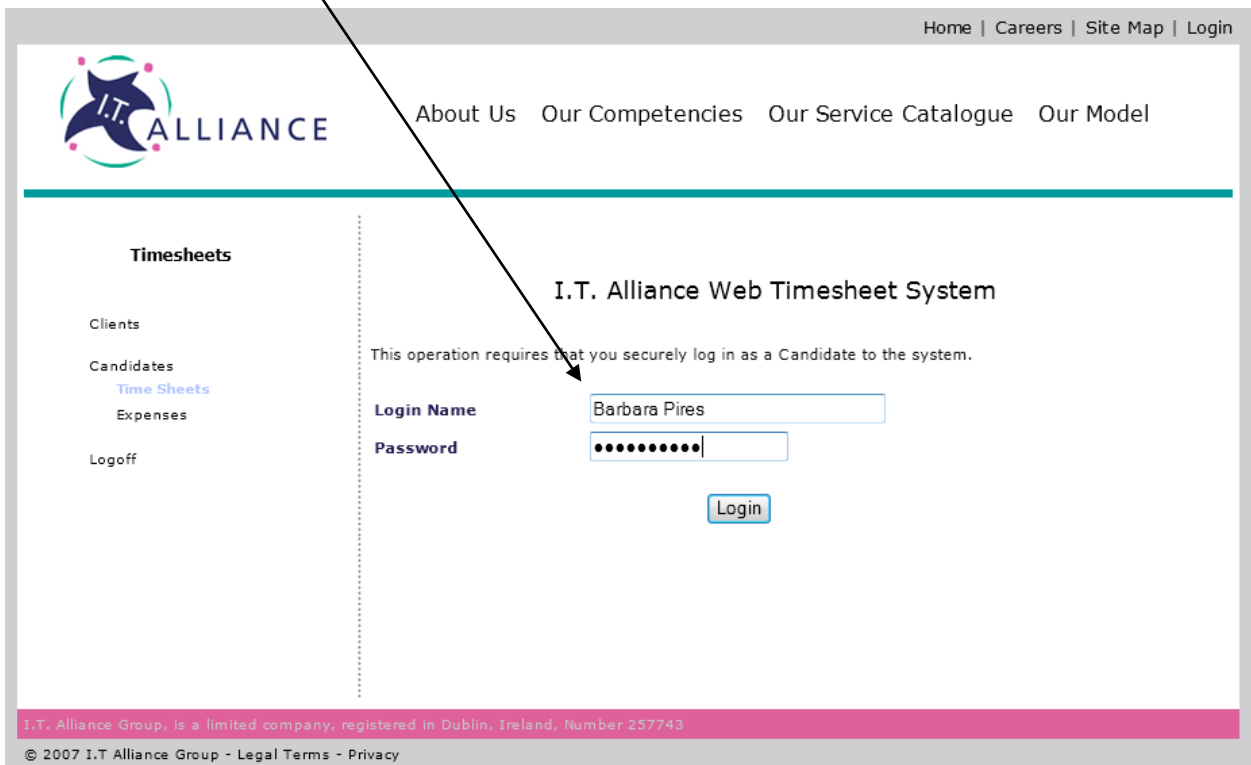 Home | Careers | Site Map | Login
I.T. ALLIANCE
About Us Our Competencies Our Service Catalogue Our Model
Timesheets
I.T. Alliance Web Timesheet System
Clients
This operation requires that you securely log in as a Candidate to the system.
Candidates
Time Sheets
Expenses
Login Name Barbara Pires
Password ••••••••••
Logoff
Login
I.T. Alliance Group, is a limited company, registered in Dublin, Ireland, Number 257743
© 2007 I.T Alliance Group - Legal Terms - Privacy